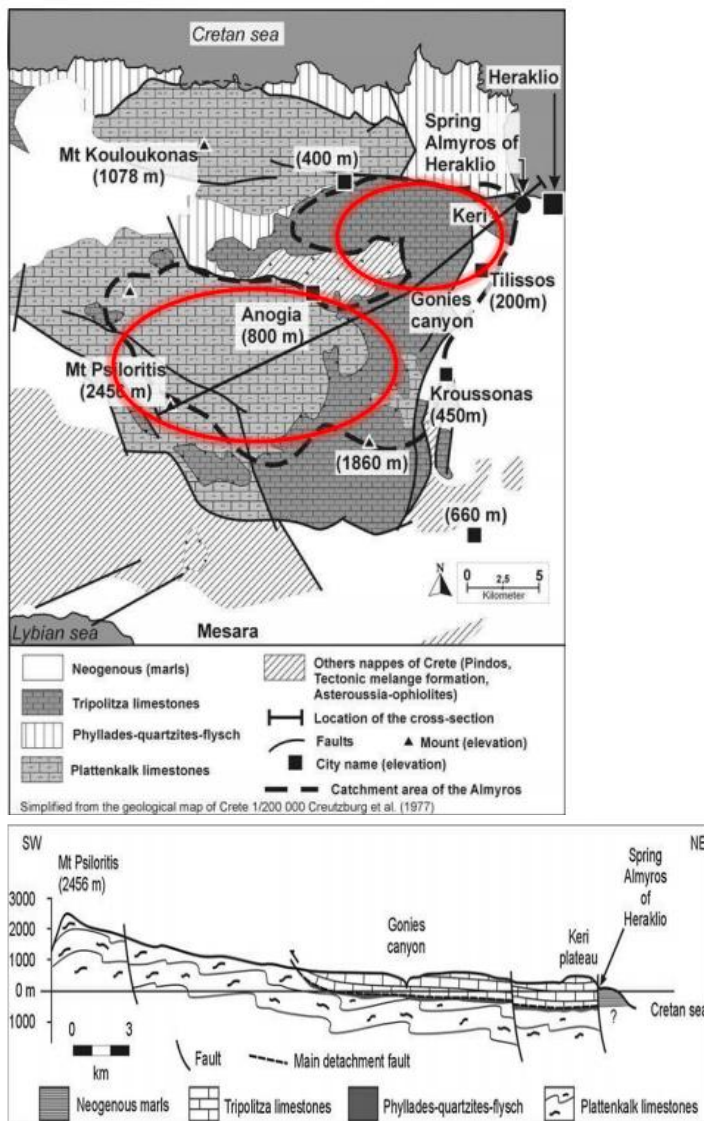 Cretan sea
Heraklio
Spring
Almyros of
Heraklio
Mt Kouloukonas
(1078 m)
(400 m)
Keri
Tilissos
(200m)
Gonies
canyon
Anogia
(800 m)
Mt Psiloritis
(2456 m)
Kroussonas
(450m)
(1860 m)
(660 m)
N
0 2,5 5
Kilometer
Lybian sea
Mesara
Neogenous (marls)
Tripolitza limestones
Phyllades-quartzites-flysch
Plattenkalk limestones
Others nappes of Crete (Pindos,
Tectonic melange formation,
Asteroussia-ophiolites)
Location of the cross-section
Faults
Mount (elevation)
City name (elevation)
Catchment area of the Almyros
Simplified from the geological map of Crete 1/200 000 Creutzburg et al. (1977)
SW
NE
Mt Psiloritis
(2456 m)
Spring
Almyros
of
Heraklio
Gonies
canyon
Keri
plateau
3000
2000
1000
0 m
1000
?
Cretan sea
0 3
km
Fault
Main detachment fault
Neogenous marls
Tripolitza limestones
Phyllades-quartzites-flysch
Plattenkalk limestones